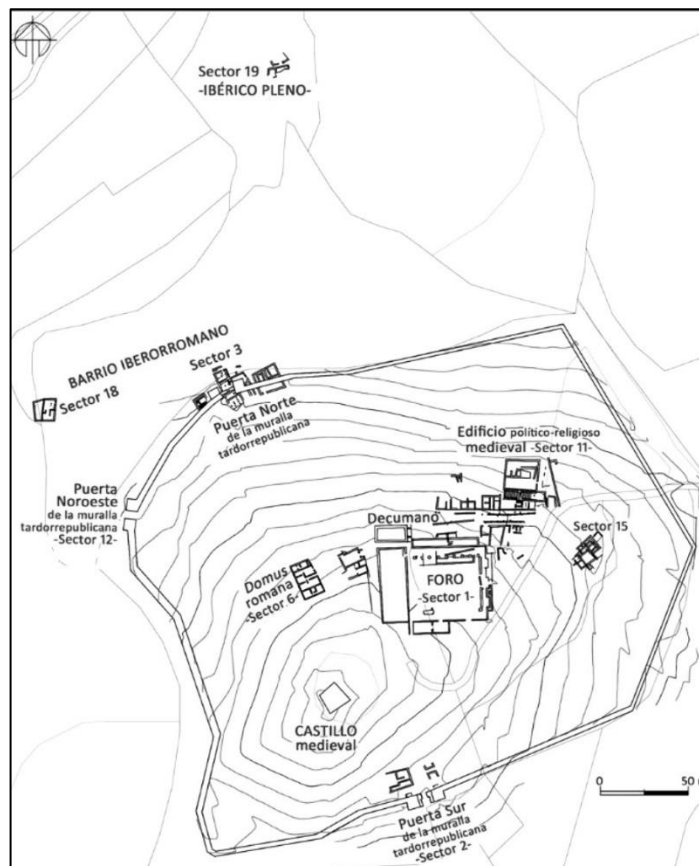 Sector 19
-IBÉRICO PLENO-
BARRIO IBERORROMANO
Sector 3
Sector 18
Puerta Norte
de la muralla
tardorrepublicana
Edificio político-religioso
medieval -Sector 11-
Puerta
Noroeste
de la muralla
tardorrepublicana
-Sector 12-
Decumano
Sector 15
Domus
romana
-Sector 6-
FORO
-Sector 1-
CASTILLO
medieval
Puerta Sur
de la muralla
tardorrepublicana
-Sector 2-
0 50 m